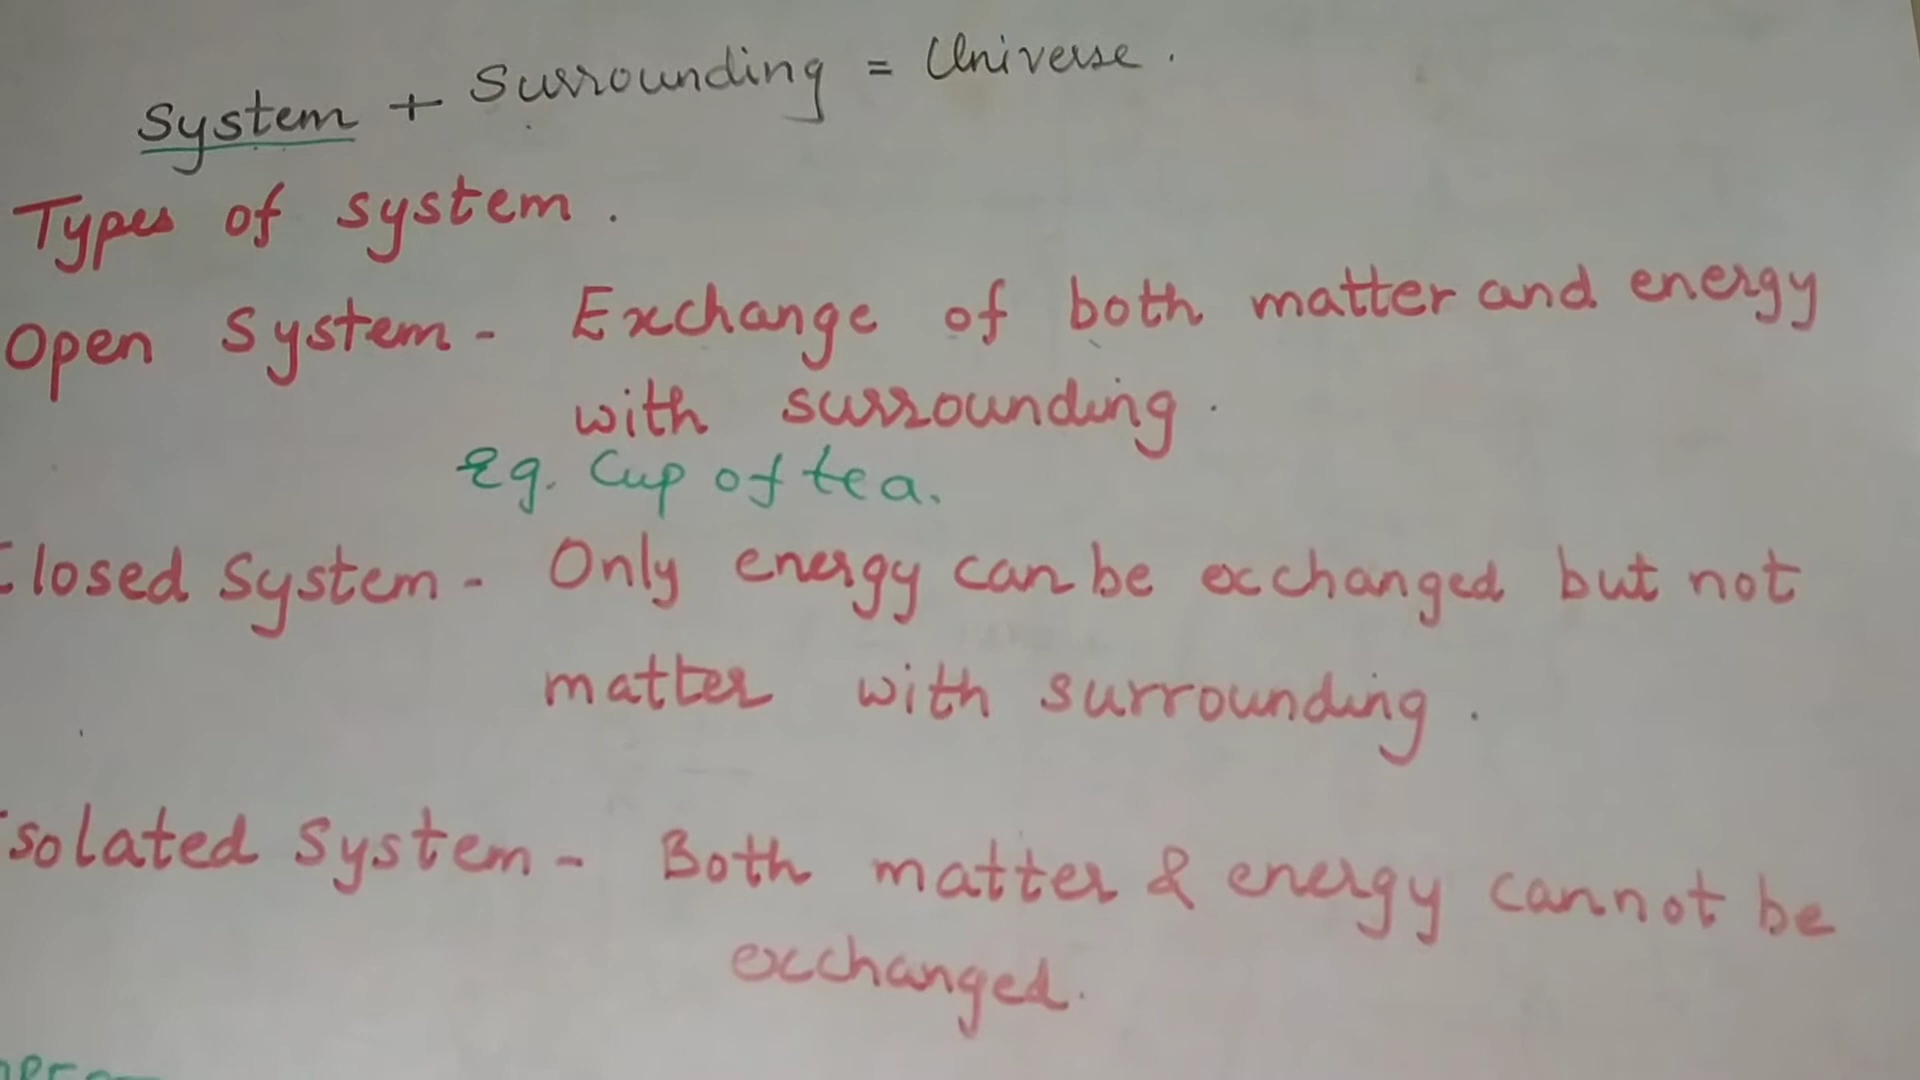 System + Surrounding = Universe.
Types of system.
Open System - Exchange of both matter and energy
with surrounding.
Eg. Cup of tea.
Closed System - Only energy can be exchanged but not
matter with surrounding.
Isolated System - Both matter & energy cannot be
exchanged.